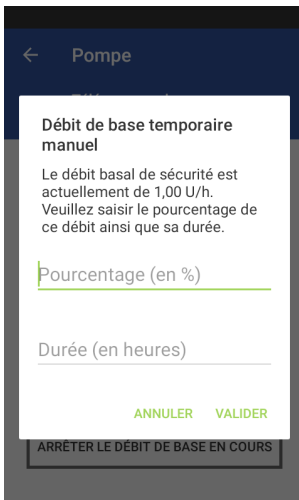 Pompe
Débit de base temporaire
manuel
Le débit basal de sécurité est
actuellement de 1,00 U/h.
Veuillez saisir le pourcentage de
ce débit ainsi que sa durée.
Pourcentage (en %)
Durée (en heures)
ANNULER VALIDER
ARRÊTER LE DÉBIT DE BASE EN COURS